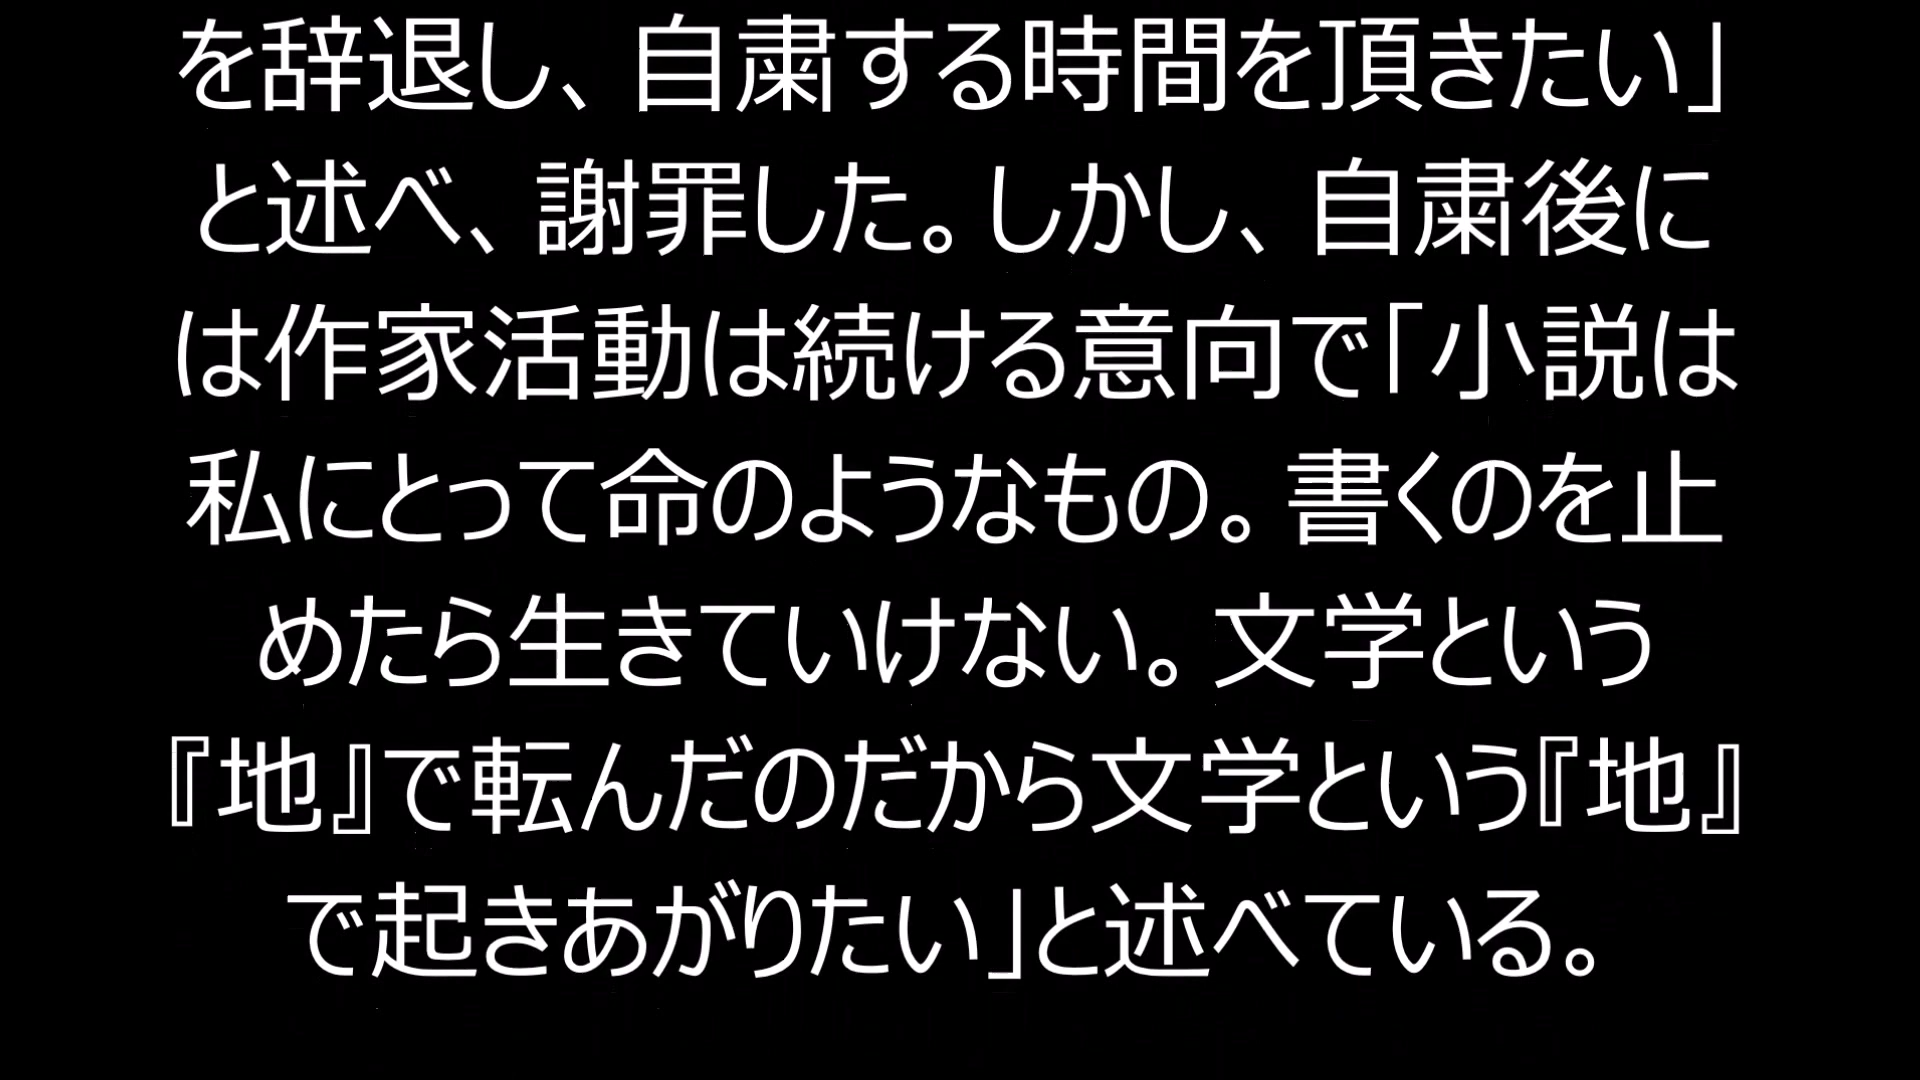 を辞退し、自粛する時間を頂きたい」
と述べ、謝罪した。しかし、自粛後に
は作家活動は続ける意向で「小説は
私にとって命のようなもの。書くのを止
めたら生きていけない。文学という
『地』で転んだのだから文学という『地』
で起きあがりたい」と述べている。